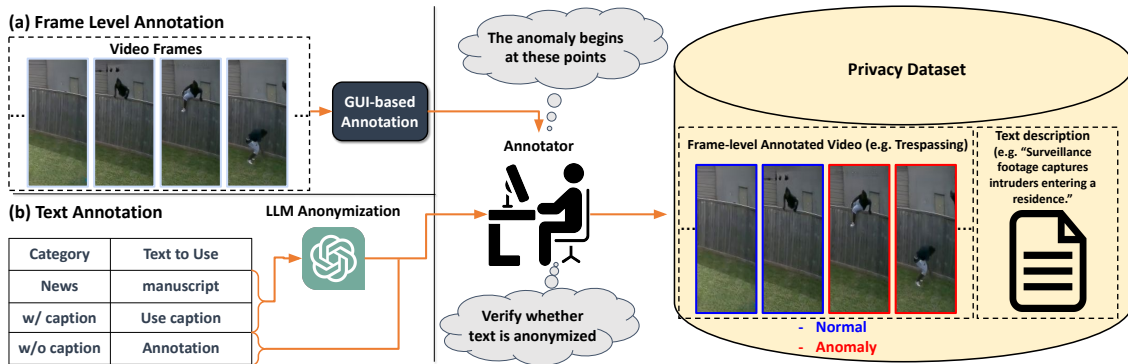 (a) Frame Level Annotation
Video Frames
...
...
GUI-based
Annotation
The anomaly begins
at these points
Annotator
(b) Text Annotation
LLM Anonymization
Category Text to Use
News manuscript
w/ caption Use caption
w/o caption Annotation
Verify whether
text is anonymized
Privacy Dataset
Frame-level Annotated Video (e.g. Trespassing)
...
...
- Normal
- Anomaly
Text description
(e.g. “Surveillance
footage captures
intruders entering a
residence.”